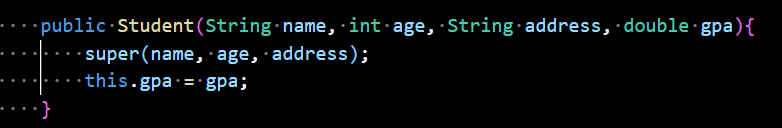 public Student(String name, int age, String address, double gpa){
        super(name, age, address);
        this.gpa = gpa;
    }